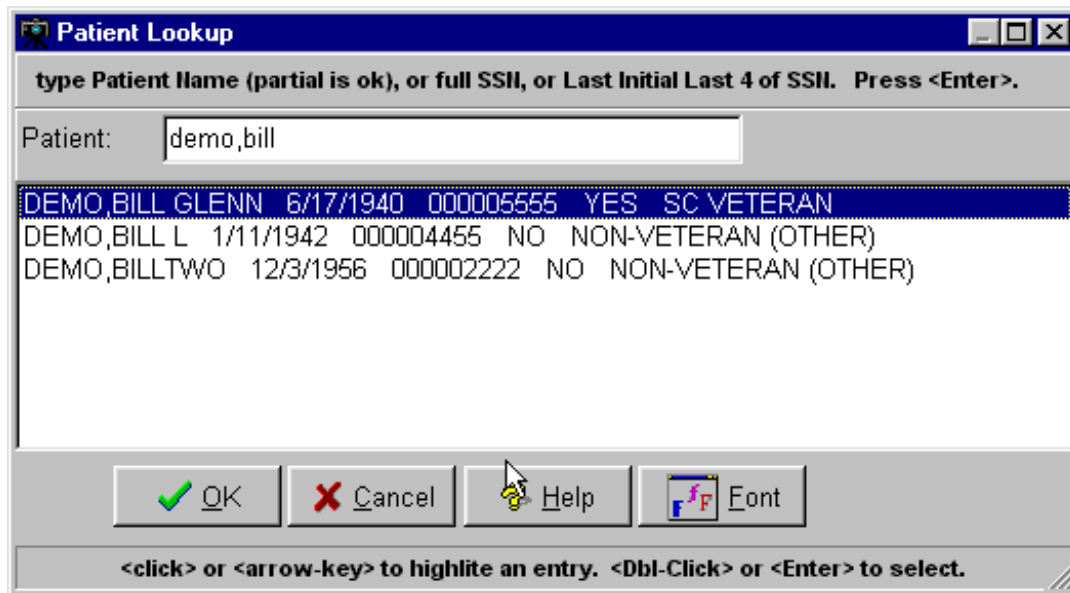 Patient Lookup
type Patient Name (partial is ok), or full SSN, or Last Initial Last 4 of SSN. Press <Enter>.
Patient: demo,bill
DEMO,BILL GLENN 6/17/1940 000005555 YES SC VETERAN
DEMO,BILL L 1/11/1942 000004455 NO NON-VETERAN (OTHER)
DEMO,BILLTWO 12/3/1956 000002222 NO NON-VETERAN (OTHER)
OK Cancel Help Font
<click> or <arrow-key> to highlite an entry. <Dbl-Click> or <Enter> to select.